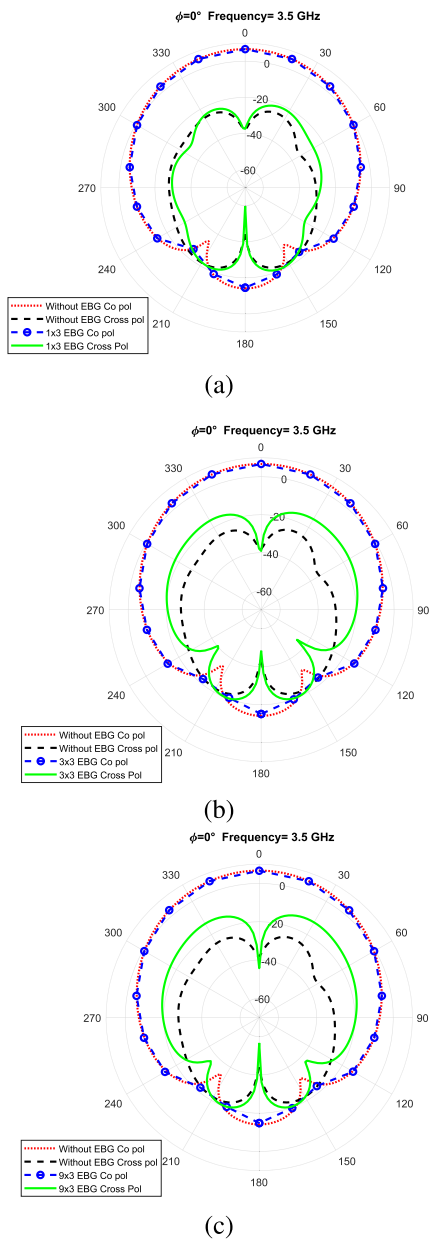 ϕ=0° Frequency= 3.5 GHz
0
330
30
0
300
-20
60
-40
-60
270
90
240
120
210
150
180
Without EBG Co pol
Without EBG Cross pol
1x3 EBG Co pol
1x3 EBG Cross Pol
(a)
ϕ=0° Frequency= 3.5 GHz
0
330
30
0
300
-20
60
-40
-60
270
90
240
120
210
150
180
Without EBG Co pol
Without EBG Cross pol
3x3 EBG Co pol
3x3 EBG Cross Pol
(b)
ϕ=0° Frequency= 3.5 GHz
0
330
30
0
300
20
60
-40
-60
270
90
240
120
210
150
180
Without EBG Co pol
Without EBG Cross pol
9x3 EBG Co pol
9x3 EBG Cross Pol
(c)